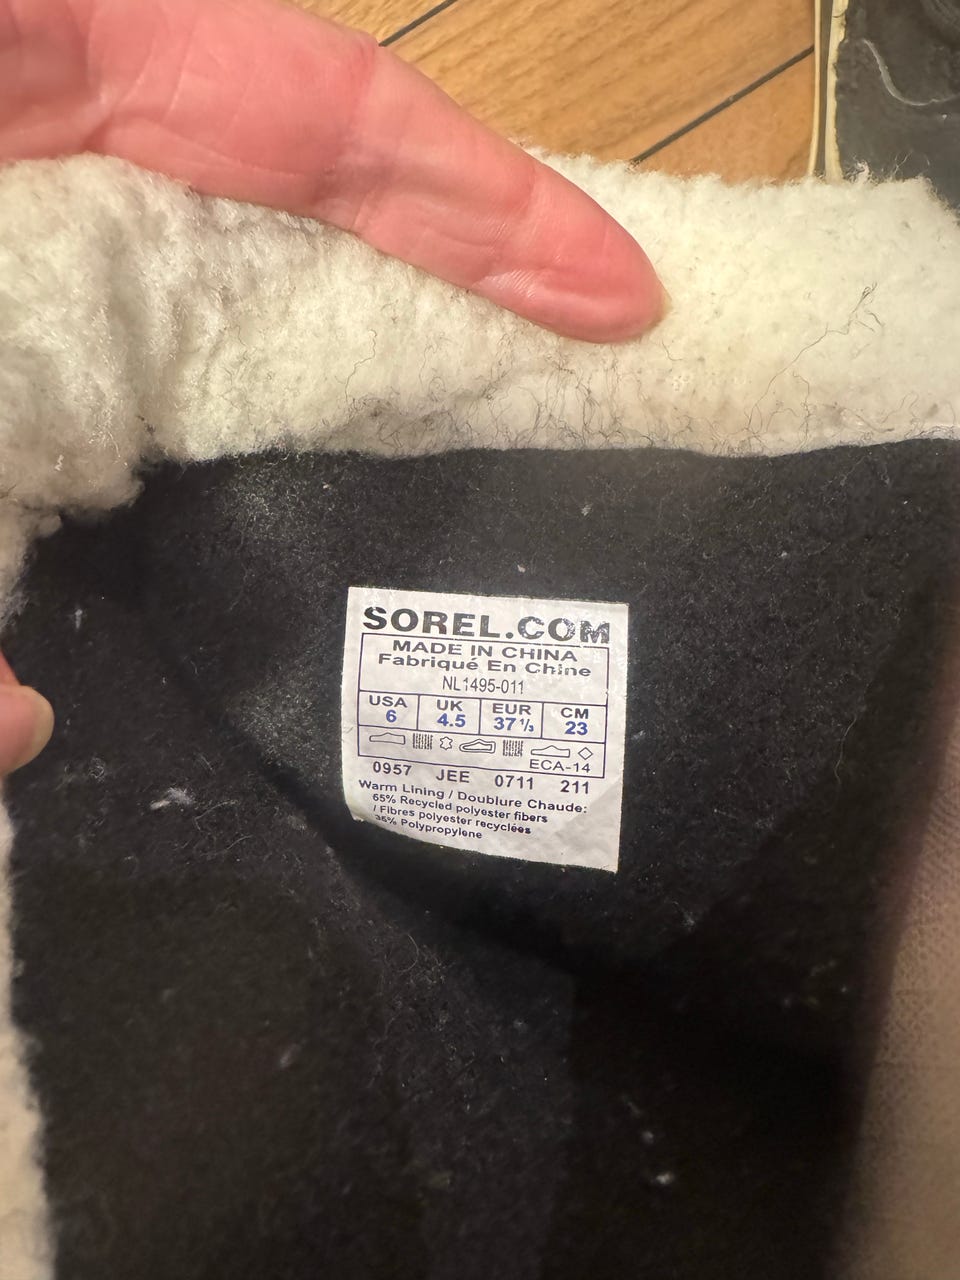 SOREL.COM
MADE IN CHINA
Fabriqué En Chine
NL1495-011
USA UK EUR CM
6 4.5 37 1/3 23
ECA-14
0957 JEE 0711 211
Warm Lining / Doublure Chaude:
65% Recycled polyester fibers
/ Fibres polyester recyclées
35% Polypropylene